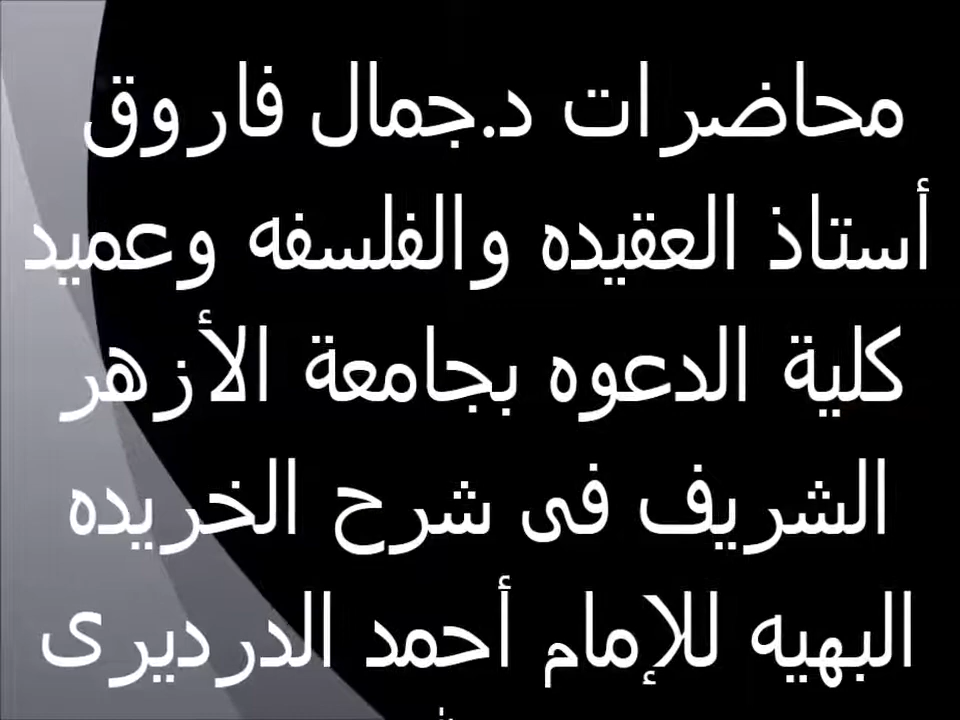 محاضرات د.جمال فاروق
أستاذ العقيده والفلسفه وعميد
كلية الدعوه بجامعة الأزهر
الشريف فى شرح الخريده
البهيه للإمام أحمد الدرديرى